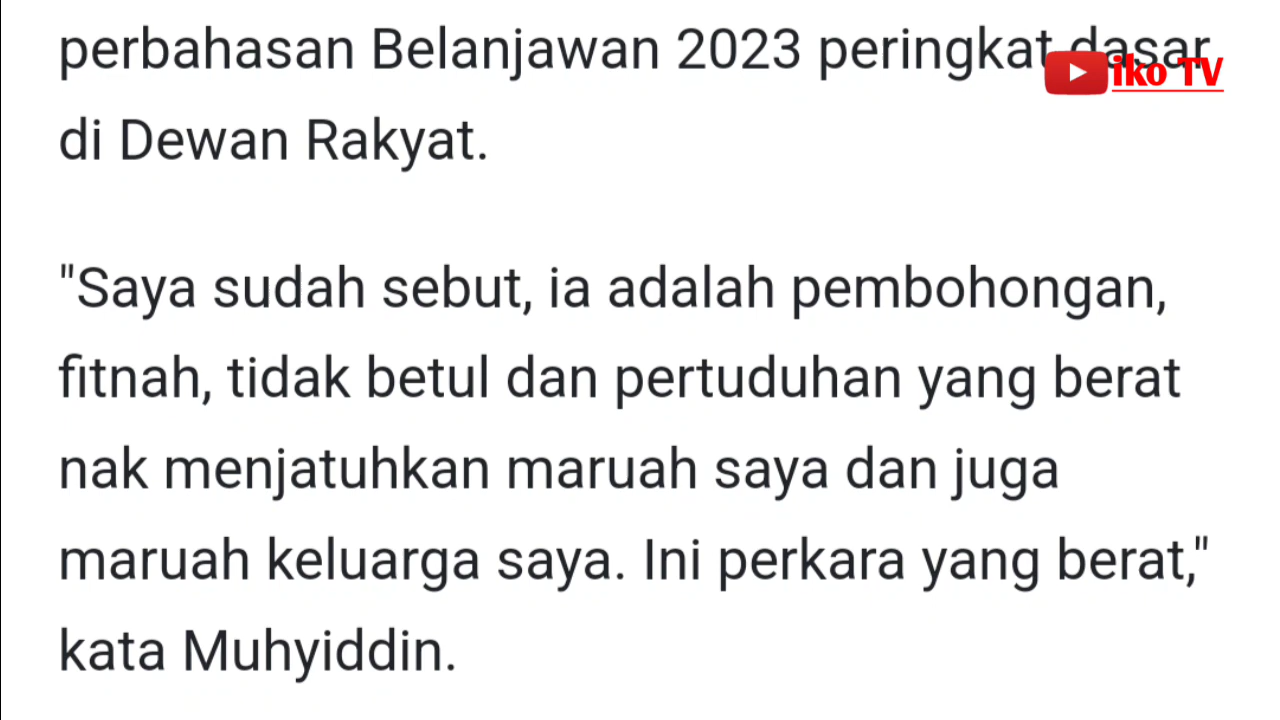 perbahasan Belanjawan 2023 peringkat dasar
iko TV
di Dewan Rakyat.
"Saya sudah sebut, ia adalah pembohongan,
fitnah, tidak betul dan pertuduhan yang berat
nak menjatuhkan maruah saya dan juga
maruah keluarga saya. Ini perkara yang berat,"
kata Muhyiddin.